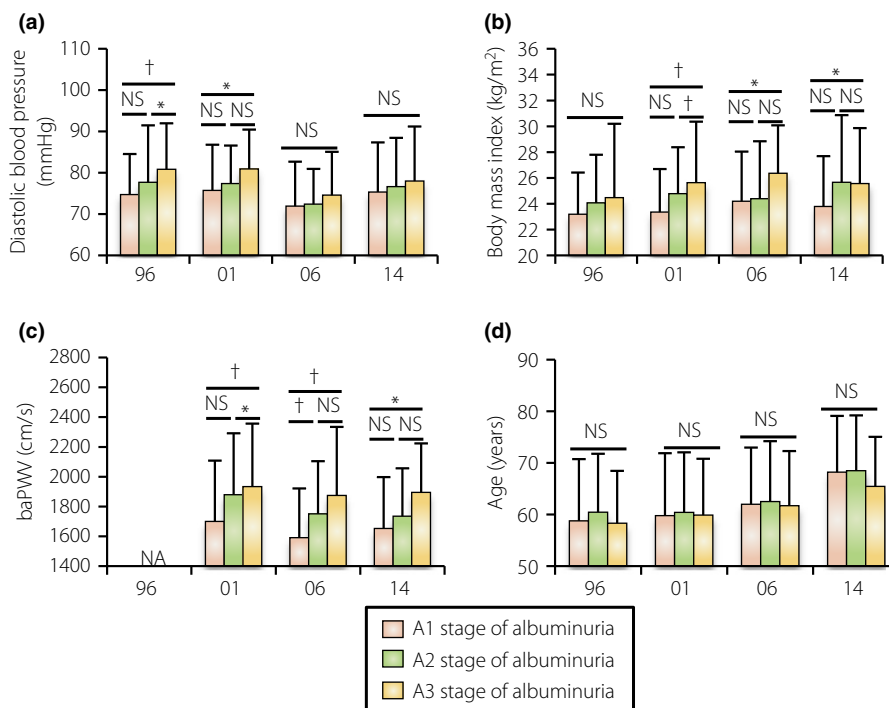 (a)
Diastolic blood pressure
(mmHg)
110
100
90
80
70
60
†
NS *
*
NS NS
NS
NS
96 01 06 14
(b)
Body mass index (kg/m²)
40
38
36
34
32
30
28
26
24
22
20
NS
†
NS †
*
NS NS
*
NS NS
96 01 06 14
(c)
baPWV (cm/s)
2800
2600
2400
2200
2000
1800
1600
1400
NA
†
NS *
†
† NS
*
NS NS
96 01 06 14
(d)
Age (years)
90
80
70
60
50
NS
NS
NS
NS
96 01 06 14
A1 stage of albuminuria
A2 stage of albuminuria
A3 stage of albuminuria